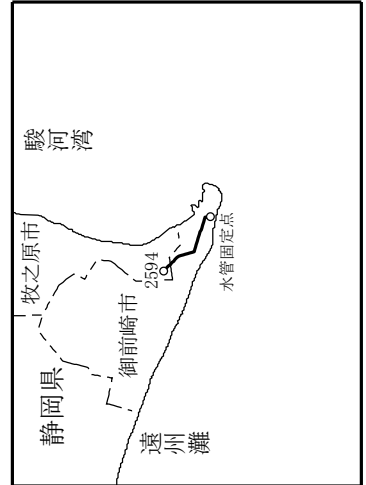 静岡県
牧之原市
駿河湾
御前崎市
2594
遠州灘
水管固定点